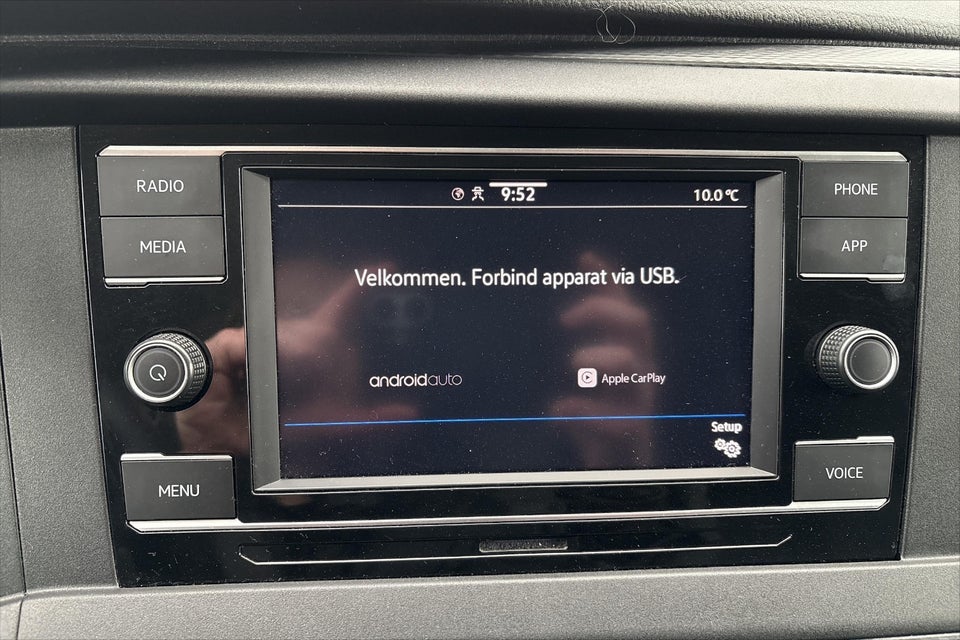 RADIO
MEDIA
MENU
9:52
10.0°C
Velkommen. Forbind apparat via USB.
androidauto
Apple CarPlay
Setup
PHONE
APP
VOICE